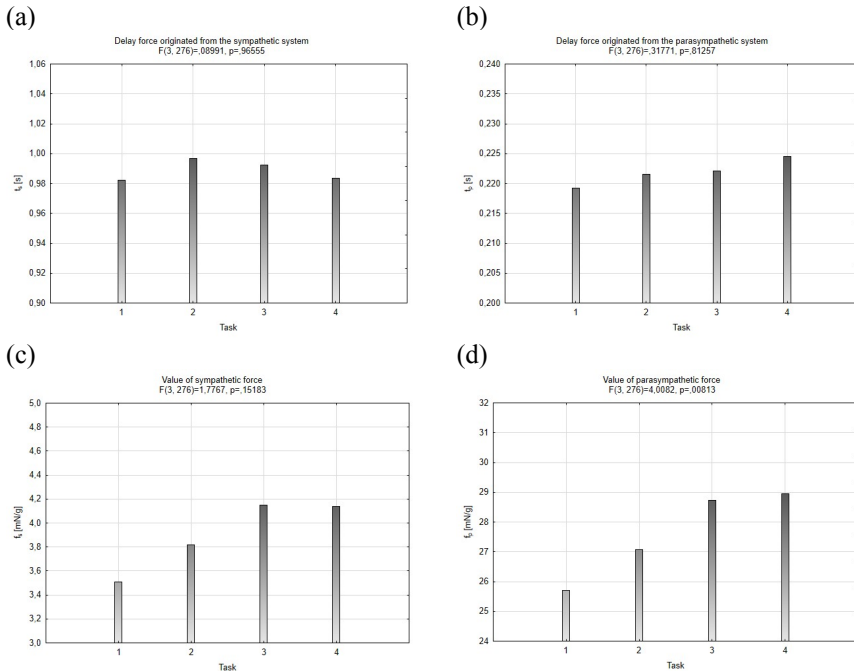 (a)
Delay force originated from the sympathetic system
F(3, 276)=,08991, p=,96555
1,06
1,04
1,02
1,00
0,98
0,96
0,94
0,92
0,90
tₛ [s]
1 2 3 4
Task
(b)
Delay force originated from the parasympathetic system
F(3, 276)=,31771, p=,81257
0,240
0,235
0,230
0,225
0,220
0,215
0,210
0,205
0,200
tₚ [s]
1 2 3 4
Task
(c)
Value of sympathetic force
F(3, 276)=1,7767, p=,15183
5,0
4,8
4,6
4,4
4,2
4,0
3,8
3,6
3,4
3,2
3,0
fₛ [mN/g]
1 2 3 4
Task
(d)
Value of parasympathetic force
F(3, 276)=4,0082, p=,00813
32
31
30
29
28
27
26
25
24
fₚ [mN/g]
1 2 3 4
Task